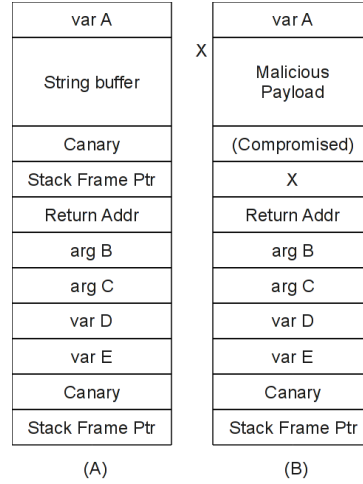 var A
String buffer
Canary
Stack Frame Ptr
Return Addr
arg B
arg C
var D
var E
Canary
Stack Frame Ptr
(A)
X
var A
Malicious
Payload
(Compromised)
X
Return Addr
arg B
arg C
var D
var E
Canary
Stack Frame Ptr
(B)